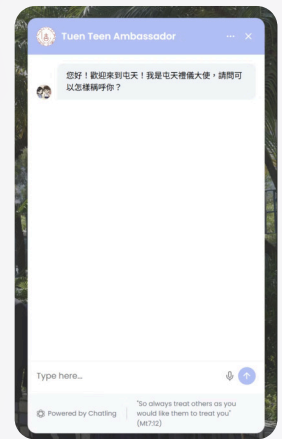 Tuen Teen Ambassador
您好！歡迎來到屯天！我是屯天禮儀大使，請問可
以怎樣稱呼你？
Type here...
Powered by Chatling
"So always treat others as you
would like them to treat you"
(Mt7:12)